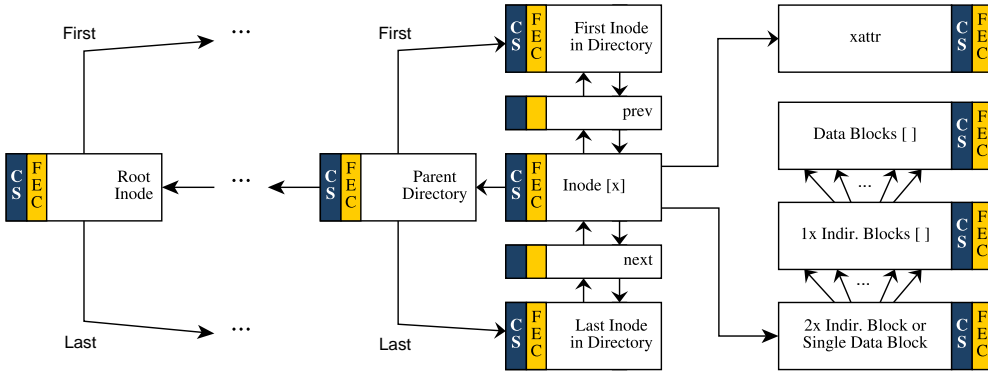 First
...
First
CS
FEC
First Inode
in Directory
xattr
CS
FEC
prev
Data Blocks [ ]
CS
FEC
CS
FEC
Root
Inode
...
CS
FEC
Parent
Directory
CS
FEC
Inode [x]
...
1x Indir. Blocks [ ]
CS
FEC
next
...
Last
...
Last
CS
FEC
Last Inode
in Directory
2x Indir. Block or
Single Data Block
CS
FEC